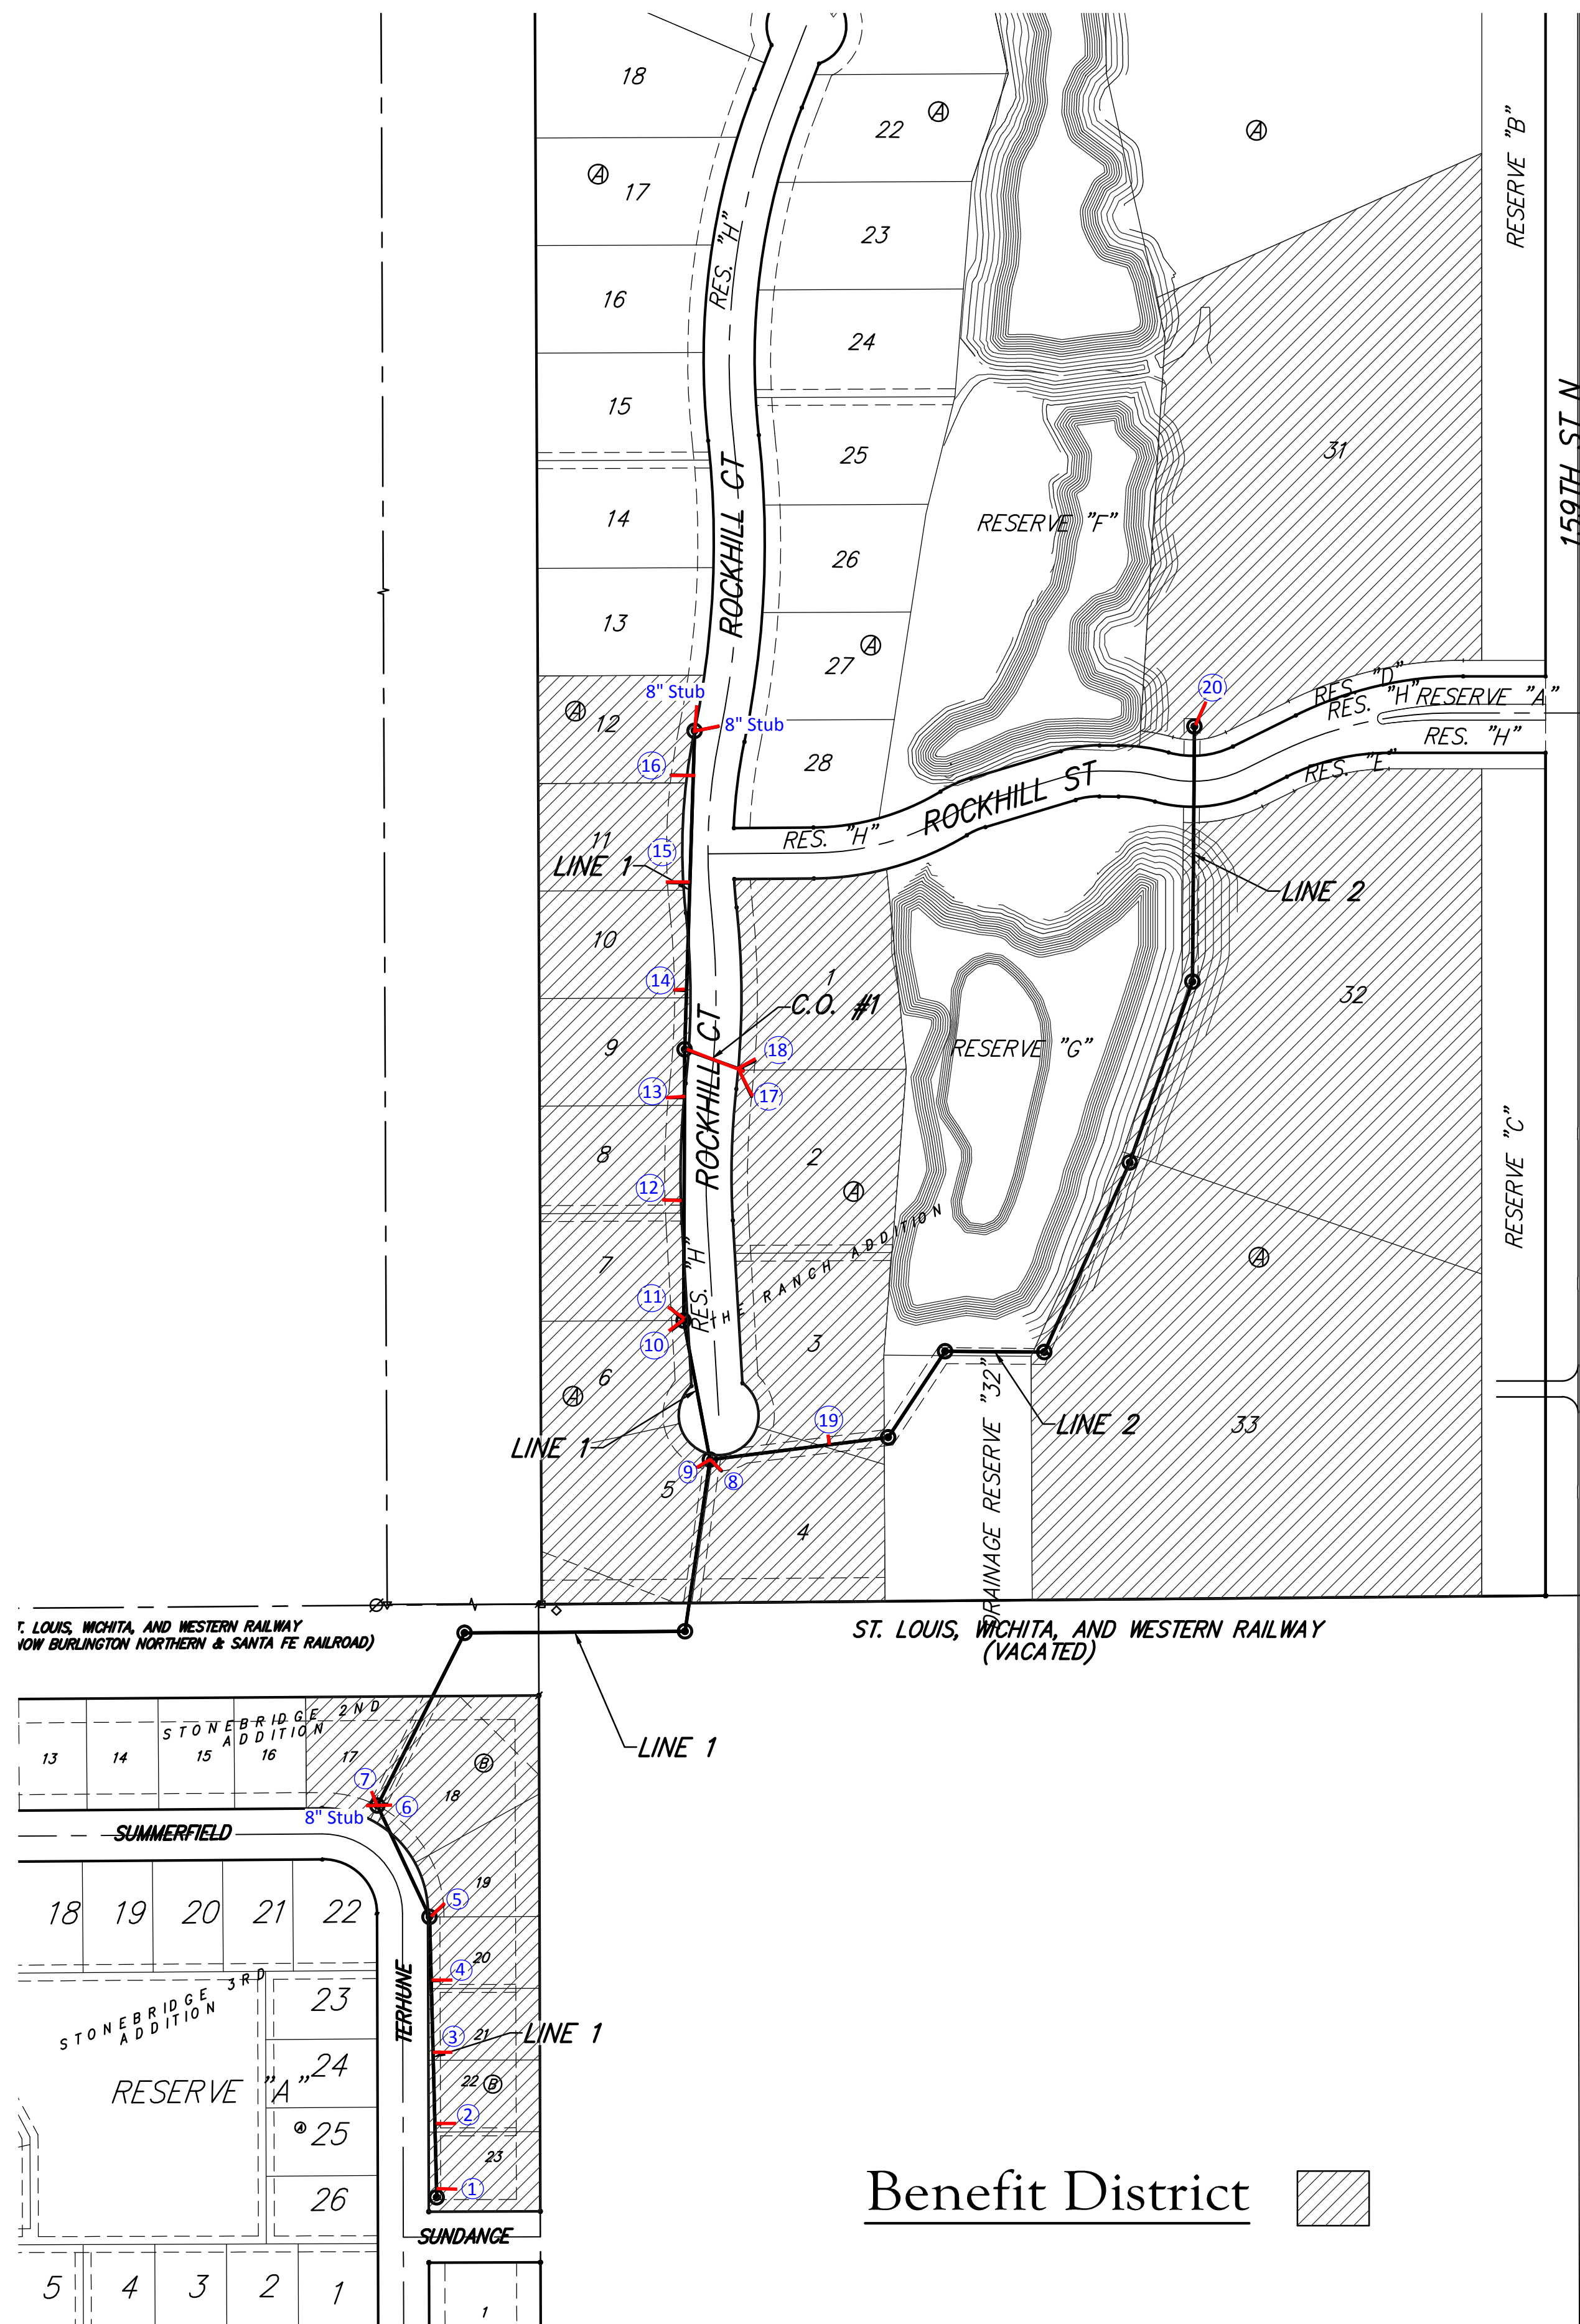 18
22
A
A
17
A
RESERVE "B"
23
RES. "H"
16
24
15
159TH ST N
25
31
ROCKHILL CT
14
RESERVE "F"
26
13
27
A
20
8" Stub
RES. "D"
RES. "H"
RESERVE "A"
A
12
8" Stub
RES. "H"
28
16
RES. "E"
ROCKHILL ST
RES. "H"
11
15
LINE 1
LINE 2
10
14
1
C.O. #1
32
ROCKHILL CT
9
18
RESERVE "G"
13
17
RESERVE "C"
8
2
12
A
THE RANCH ADDITION
7
RES. "H"
A
11
10
3
6
A
DRAINAGE RESERVE "32"
19
LINE 2
33
LINE 1
9
8
5
4
T. LOUIS, WICHITA, AND WESTERN RAILWAY
NOW BURLINGTON NORTHERN & SANTA FE RAILROAD)
ST. LOUIS, WICHITA, AND WESTERN RAILWAY
(VACATED)
STONEBRIDGE 2ND
ADDITION
13
14
15
16
17
LINE 1
B
7
18
6
8" Stub
SUMMERFIELD
19
5
18
19
20
21
22
20
4
TERHUNE
STONEBRIDGE 3RD
ADDITION
23
3
21
LINE 1
24
RESERVE "A"
22
B
2
A
25
23
1
26
Benefit District
SUNDANCE
5
4
3
2
1
1